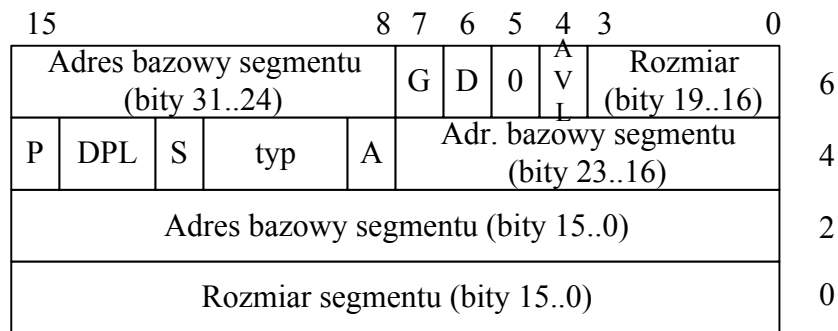 15 8 7 6 5 4 3 0
Adres bazowy segmentu
(bity 31..24)
G D 0
A
V
L
Rozmiar
(bity 19..16)
6
P DPL S typ A
Adr. bazowy segmentu
(bity 23..16)
4
Adres bazowy segmentu (bity 15..0) 2
Rozmiar segmentu (bity 15..0) 0